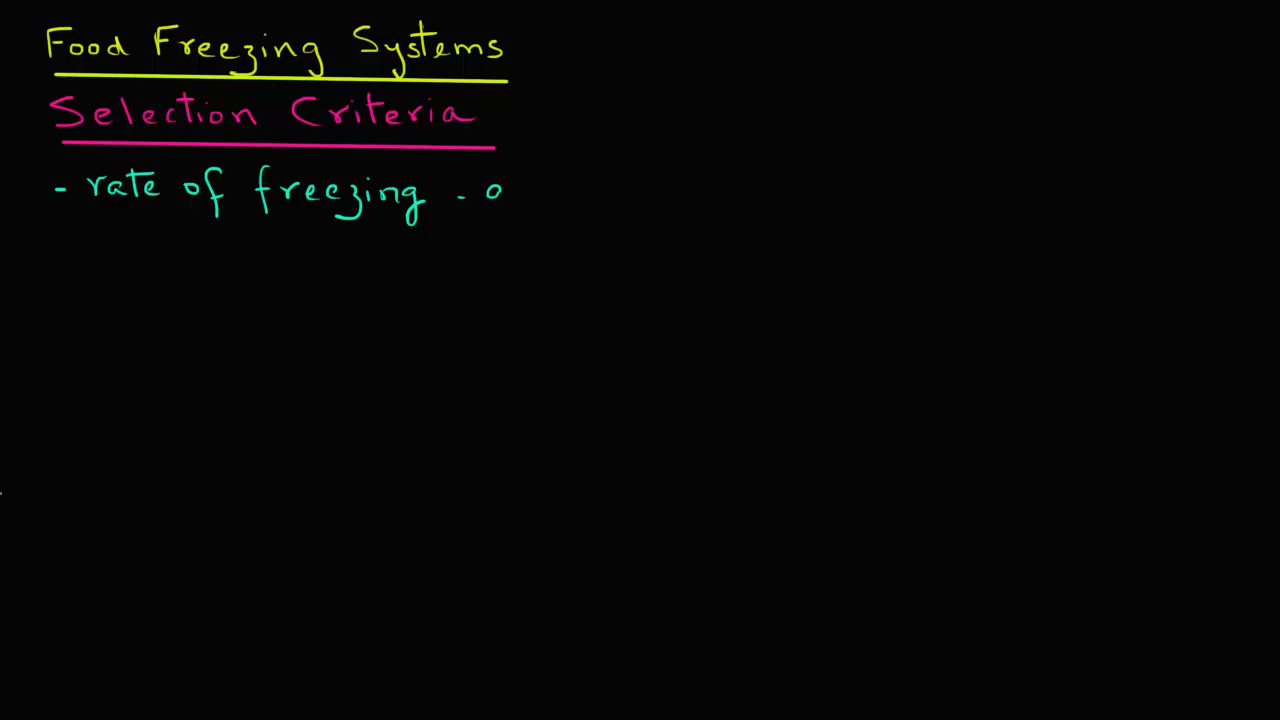 Food Freezing Systems
Selection Criteria
- rate of freezing - o